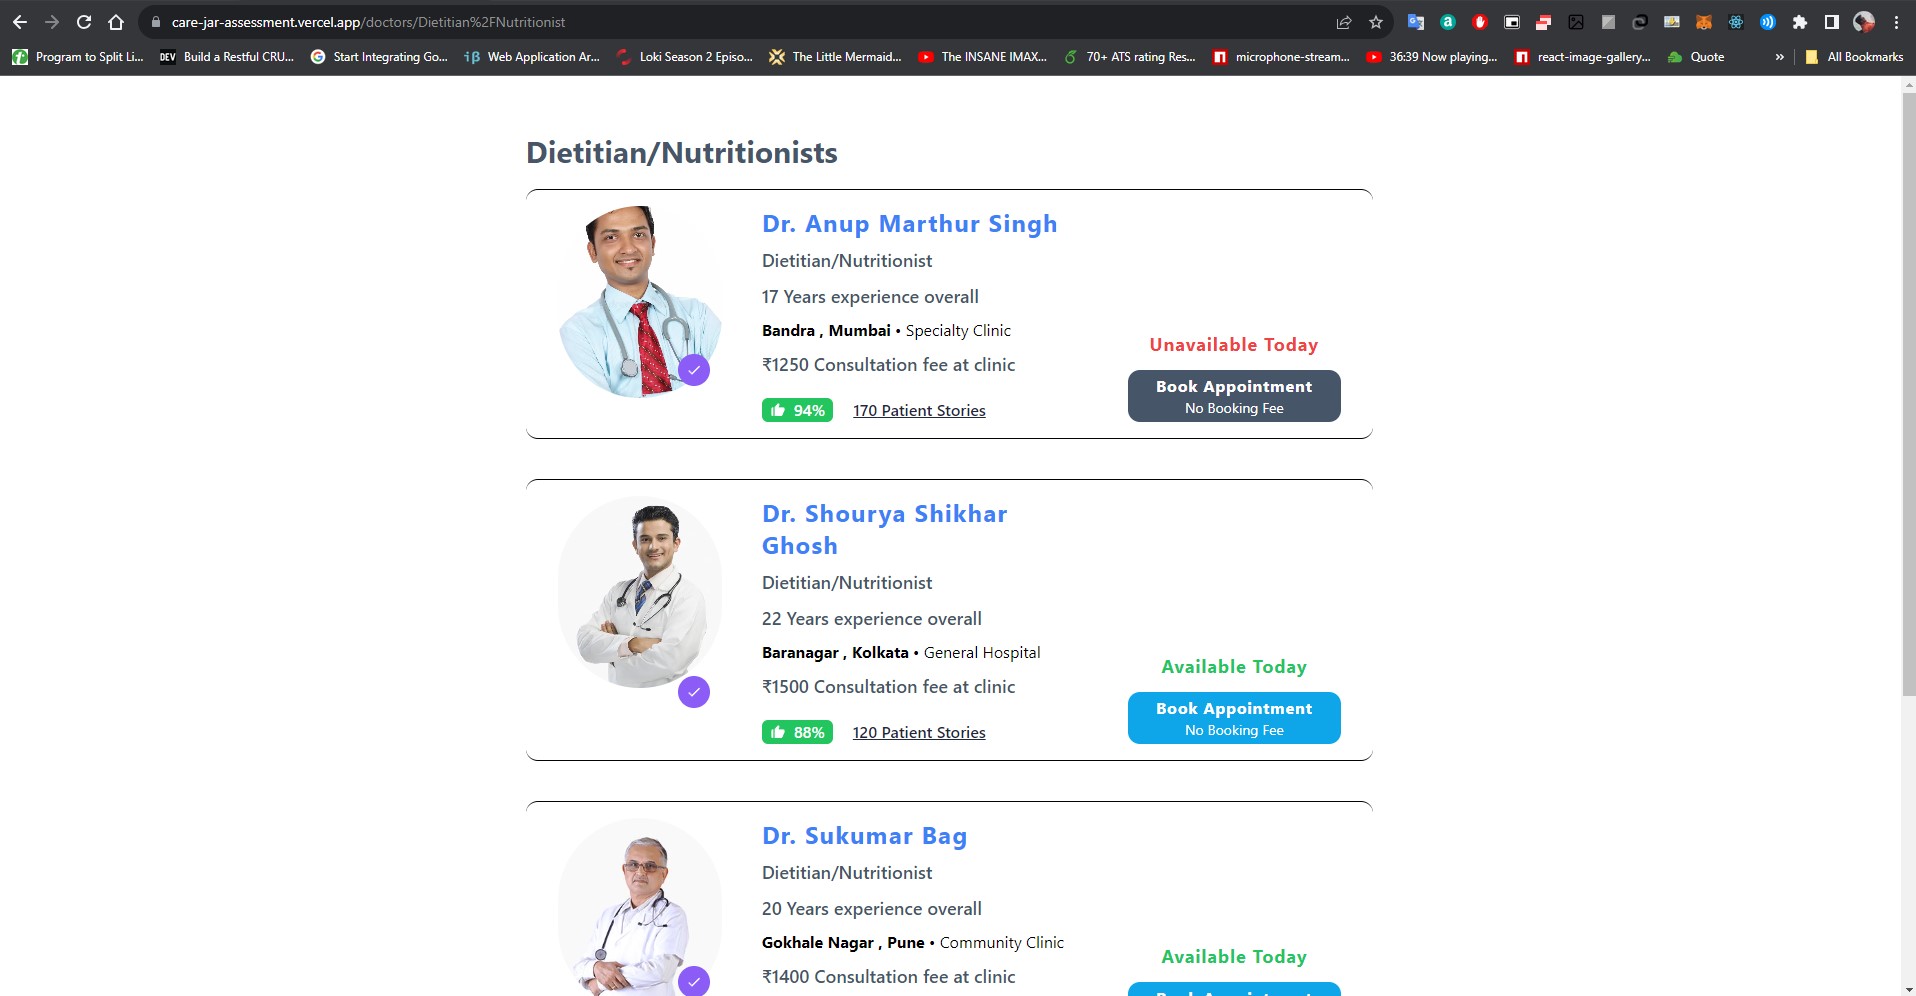 care-jar-assessment.vercel.app/doctors/Dietitian%2FNutritionist
Program to Split Li...
DEV Build a Restful CRU...
Start Integrating Go...
iβ Web Application Ar...
Loki Season 2 Episo...
The Little Mermaid...
The INSANE IMAX...
70+ ATS rating Res...
microphone-stream...
36:39 Now playing...
react-image-gallery...
Quote
»
All Bookmarks
Dietitian/Nutritionists
Dr. Anup Marthur Singh
Dietitian/Nutritionist
17 Years experience overall
Bandra , Mumbai • Specialty Clinic
₹1250 Consultation fee at clinic
94% 170 Patient Stories
Unavailable Today
Book Appointment
No Booking Fee
Dr. Shourya Shikhar
Ghosh
Dietitian/Nutritionist
22 Years experience overall
Baranagar , Kolkata • General Hospital
₹1500 Consultation fee at clinic
88% 120 Patient Stories
Available Today
Book Appointment
No Booking Fee
Dr. Sukumar Bag
Dietitian/Nutritionist
20 Years experience overall
Gokhale Nagar , Pune • Community Clinic
₹1400 Consultation fee at clinic
Available Today
Book Appointment